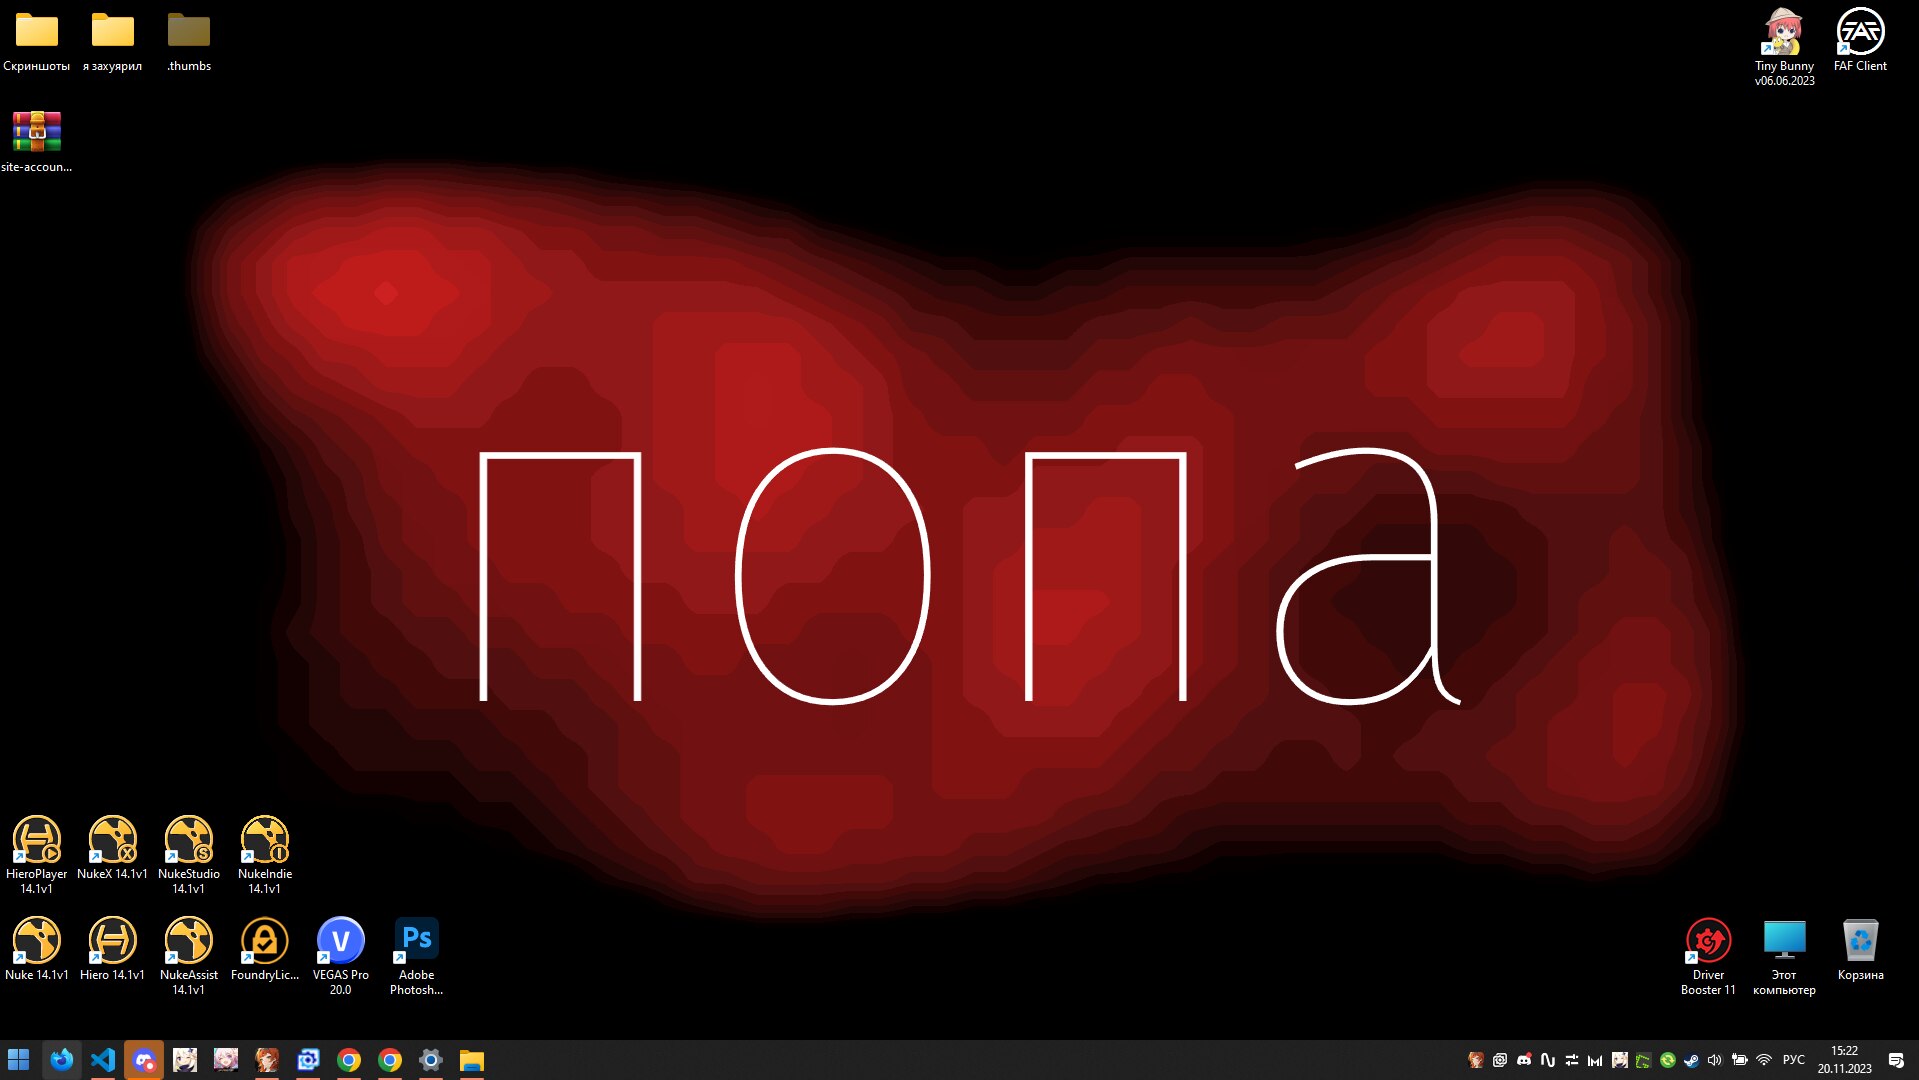 Скриншоты
я захуярил
.thumbs
Tiny Bunny
v06.06.2023
FAF Client
site-accoun...
попа
HieroPlayer
14.1v1
NukeX 14.1v1
NukeStudio
14.1v1
NukeIndie
14.1v1
Nuke 14.1v1
Hiero 14.1v1
NukeAssist
14.1v1
FoundryLic...
VEGAS Pro
20.0
Ps
Adobe
Photosh...
Driver
Booster 11
Этот
компьютер
Корзина
РУС
15:22
20.11.2023